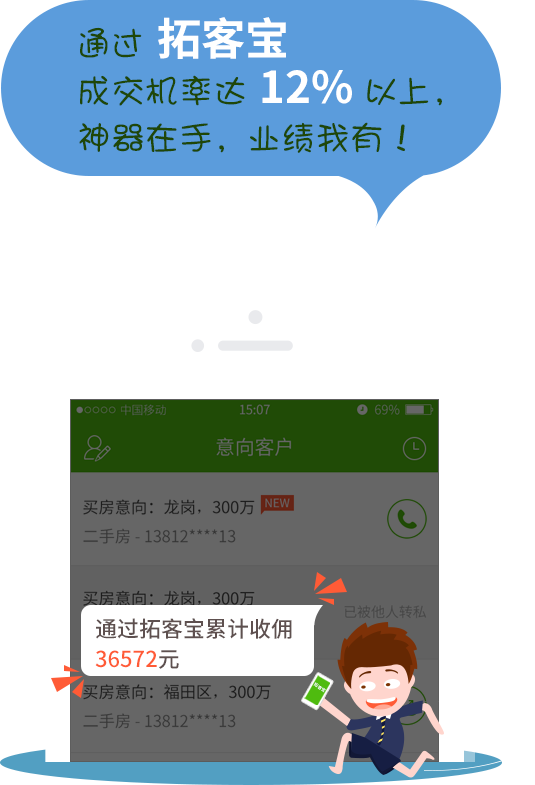 通过 拓客宝
成交机率达 12% 以上，
神器在手，业绩我有！
中国移动 15:07 69%
意向客户
买房意向：龙岗，300万 NEW
二手房 - 13812****13
买房意向：龙岗，300万
已被他人转私
通过拓客宝累计收佣
36572元
买房意向：福田区，300万
二手房 - 13812****13